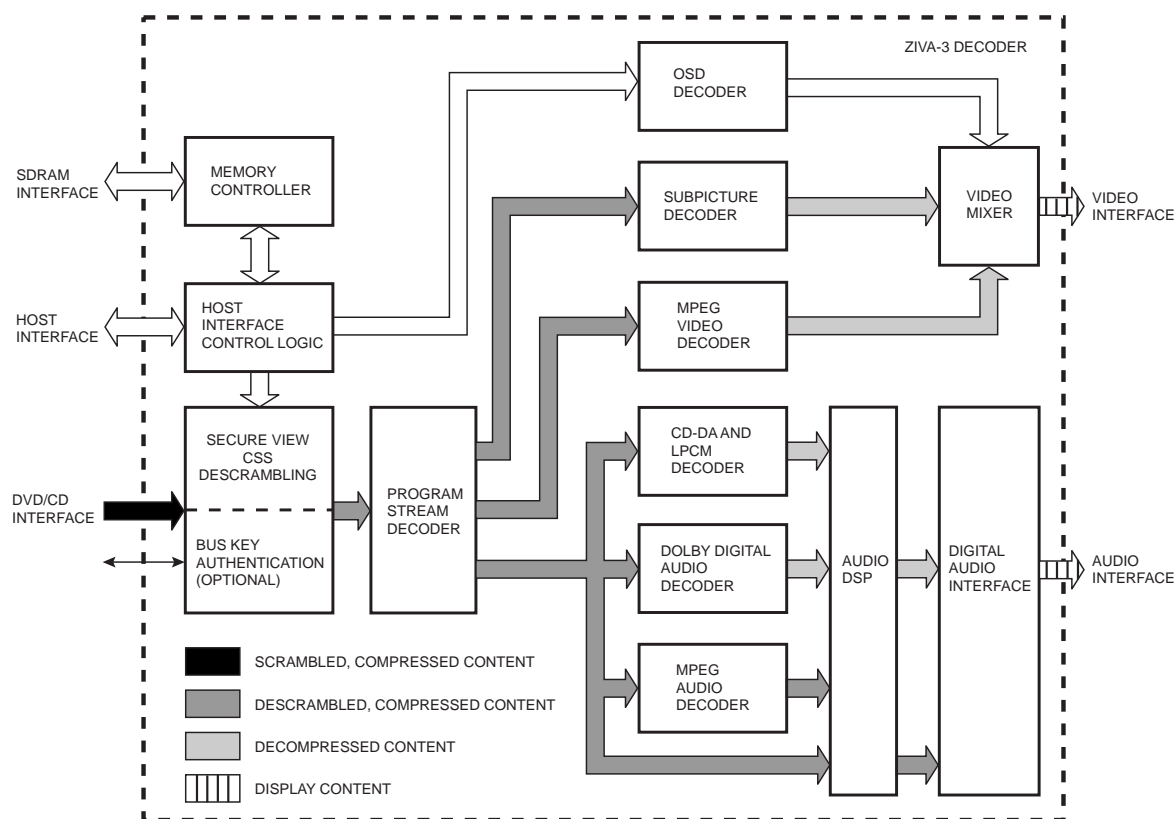 ZIVA-3 DECODER
OSD
DECODER
SDRAM
INTERFACE
MEMORY
CONTROLLER
SUBPICTURE
DECODER
VIDEO
MIXER
VIDEO
INTERFACE
HOST
INTERFACE
HOST
INTERFACE
CONTROL LOGIC
MPEG
VIDEO
DECODER
SECURE VIEW
CSS
DESCRAMBLING
DVD/CD
INTERFACE
BUS KEY
AUTHENTICATION
(OPTIONAL)
PROGRAM
STREAM
DECODER
CD-DA AND
LPCM
DECODER
DOLBY DIGITAL
AUDIO
DECODER
MPEG
AUDIO
DECODER
AUDIO
DSP
DIGITAL
AUDIO
INTERFACE
AUDIO
INTERFACE
SCRAMBLED, COMPRESSED CONTENT
DESCRAMBLED, COMPRESSED CONTENT
DECOMPRESSED CONTENT
DISPLAY CONTENT